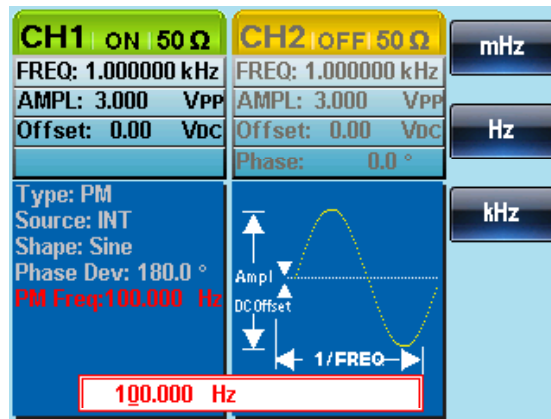 CH1 ON 50 Ω
FREQ: 1.000000 kHz
AMPL: 3.000 VPP
Offset: 0.00 VDC
CH2 OFF 50 Ω
FREQ: 1.000000 kHz
AMPL: 3.000 VPP
Offset: 0.00 VDC
Phase: 0.0 °
mHz
Hz
kHz
Type: PM
Source: INT
Shape: Sine
Phase Dev: 180.0 °
PM Freq:100.000 Hz
Ampl
DC Offset
1/FREQ
100.000 Hz